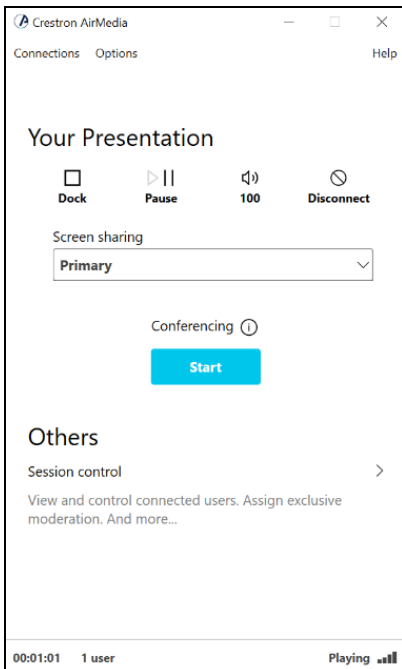 Crestron AirMedia
Connections Options Help
Your Presentation
Dock Pause 100 Disconnect
Screen sharing
Primary
Conferencing
Start
Others
Session control
View and control connected users. Assign exclusive
moderation. And more...
00:01:01 1 user Playing